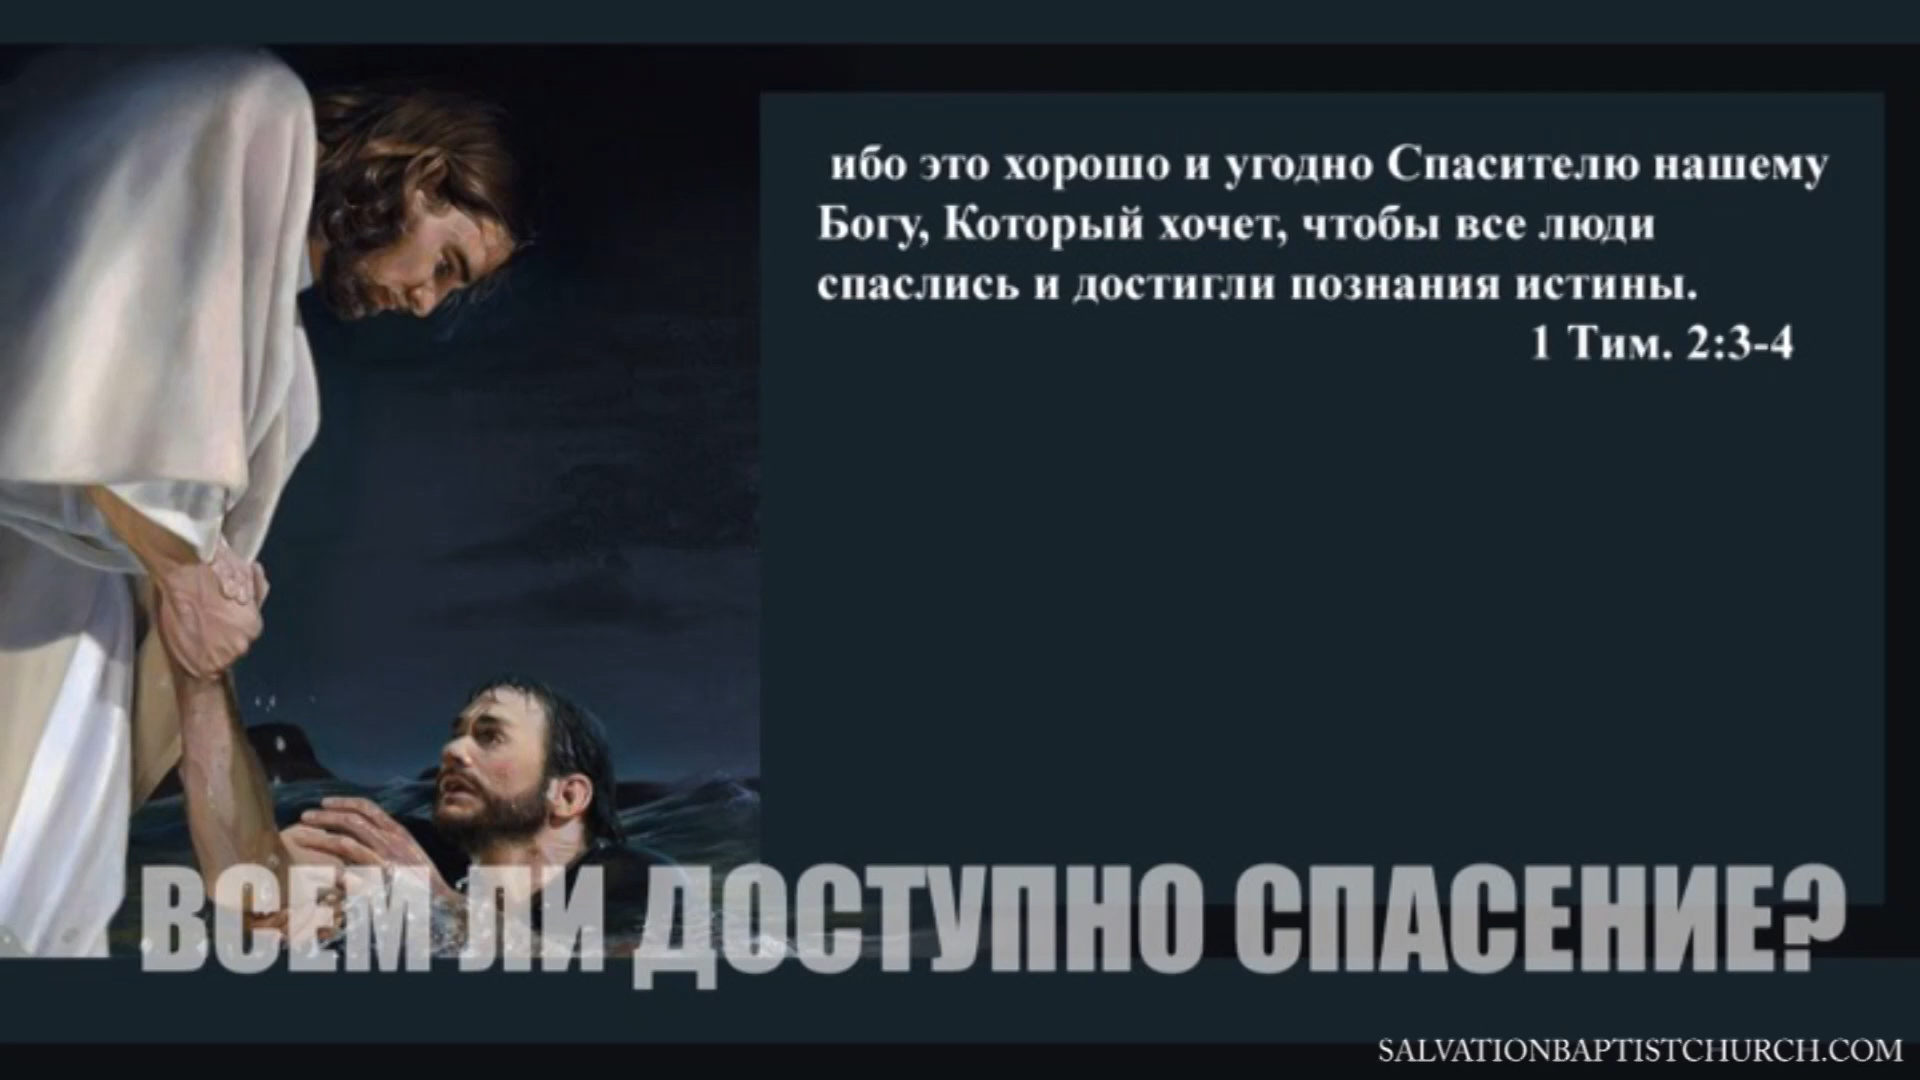 ибо это хорошо и угодно Спасителю нашему
Богу, Который хочет, чтобы все люди
спаслись и достигли познания истины.
1 Тим. 2:3-4
ВСЕМ ЛИ ДОСТУПНО СПАСЕНИЕ?
SALVATIONBAPTISTCHURCH.COM